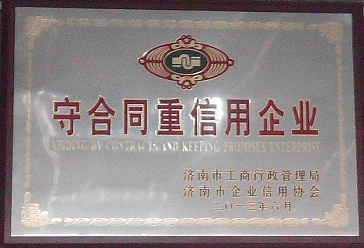 守合同重信用企业
ABIDING BY CONTRACTS AND KEEPING PROMISES ENTERPRISE
济南市工商行政管理局
济南市企业信用协会
二〇一三年六月